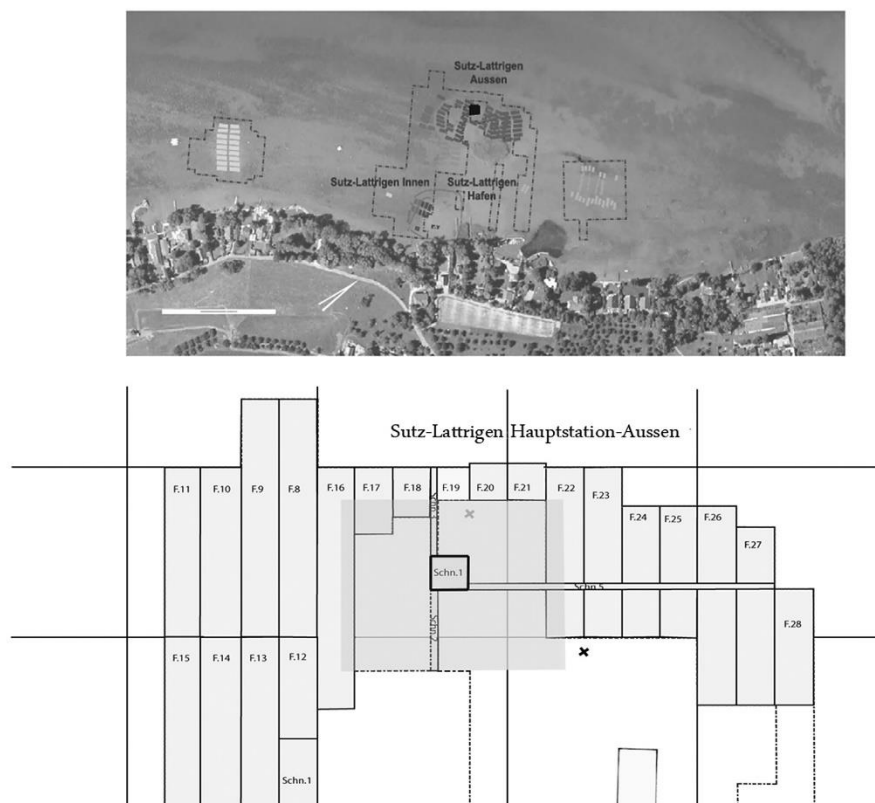 Sutz-Lattrigen
Aussen
Sutz-Lattrigen Innen
Sutz-Lattrigen
Hafen
Sutz-Lattrigen Hauptstation-Aussen
F.11
F.10
F.9
F.8
F.16
F.17
F.18
F.19
F.20
F.21
F.22
F.23
F.24
F.25
F.26
F.27
Schn.1
Schn.5
F.28
F.15
F.14
F.13
F.12
Schn.1